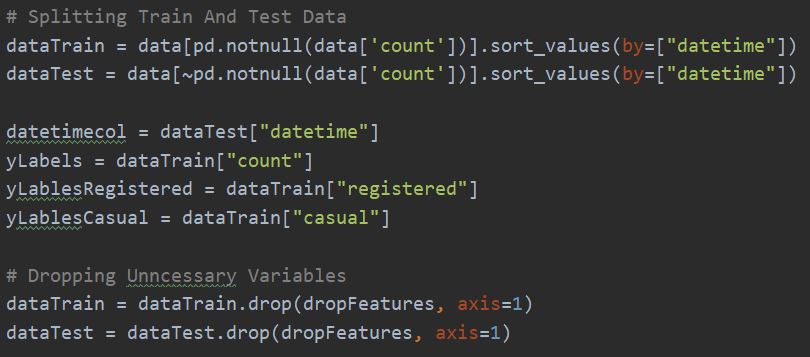 # Splitting Train And Test Data
dataTrain = data[pd.notnull(data['count'])].sort_values(by=["datetime"])
dataTest = data[~pd.notnull(data['count'])].sort_values(by=["datetime"])
datetimecol = dataTest["datetime"]
yLabels = dataTrain["count"]
yLablesRegistered = dataTrain["registered"]
yLablesCasual = dataTrain["casual"]
# Dropping Unncessary Variables
dataTrain = dataTrain.drop(dropFeatures, axis=1)
dataTest = dataTest.drop(dropFeatures, axis=1)